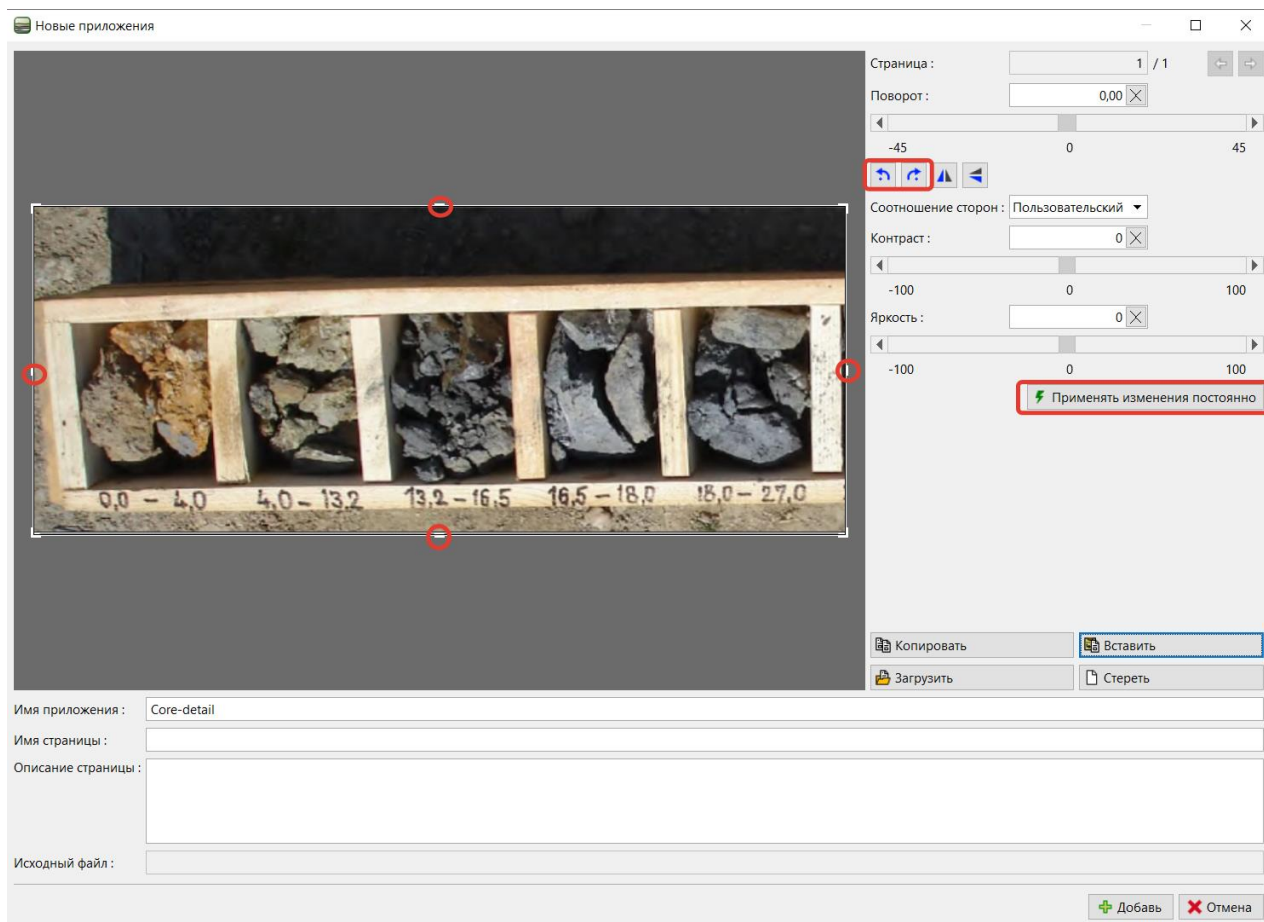 Новые приложения
Страница :
1 / 1
Поворот :
0,00
-45 0 45
Соотношение сторон : Пользовательский
Контраст :
0
-100 0 100
Яркость :
0
-100 0 100
Применять изменения постоянно
0,0 - 4,0 4,0 - 13,2 13,2 - 16,5 16,5 - 18,0 18,0 - 27,0
Копировать Вставить
Загрузить Стереть
Имя приложения : Core-detail
Имя страницы :
Описание страницы :
Исходный файл :
Добавь Отмена